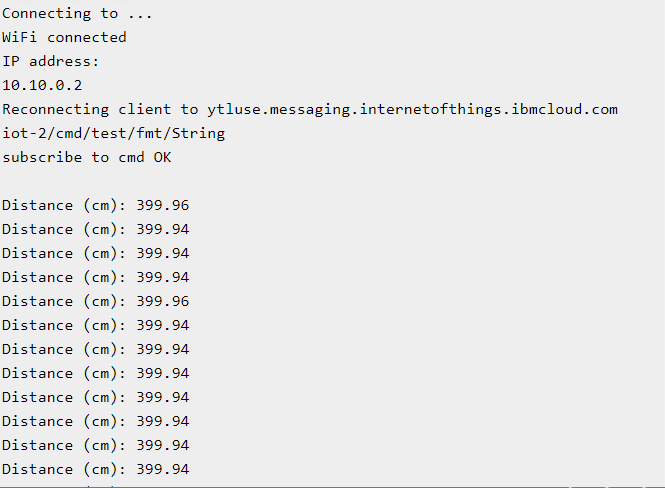 Connecting to ...
WiFi connected
IP address:
10.10.0.2
Reconnecting client to ytluse.messaging.internetofthings.ibmcloud.com
iot-2/cmd/test/fmt/String
subscribe to cmd OK
Distance (cm): 399.96
Distance (cm): 399.94
Distance (cm): 399.94
Distance (cm): 399.94
Distance (cm): 399.96
Distance (cm): 399.94
Distance (cm): 399.94
Distance (cm): 399.94
Distance (cm): 399.94
Distance (cm): 399.94
Distance (cm): 399.94
Distance (cm): 399.94